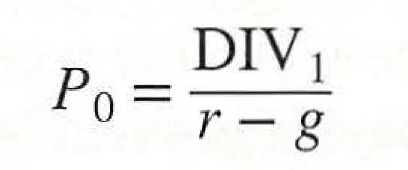 P₀ = DIV₁ / r − g